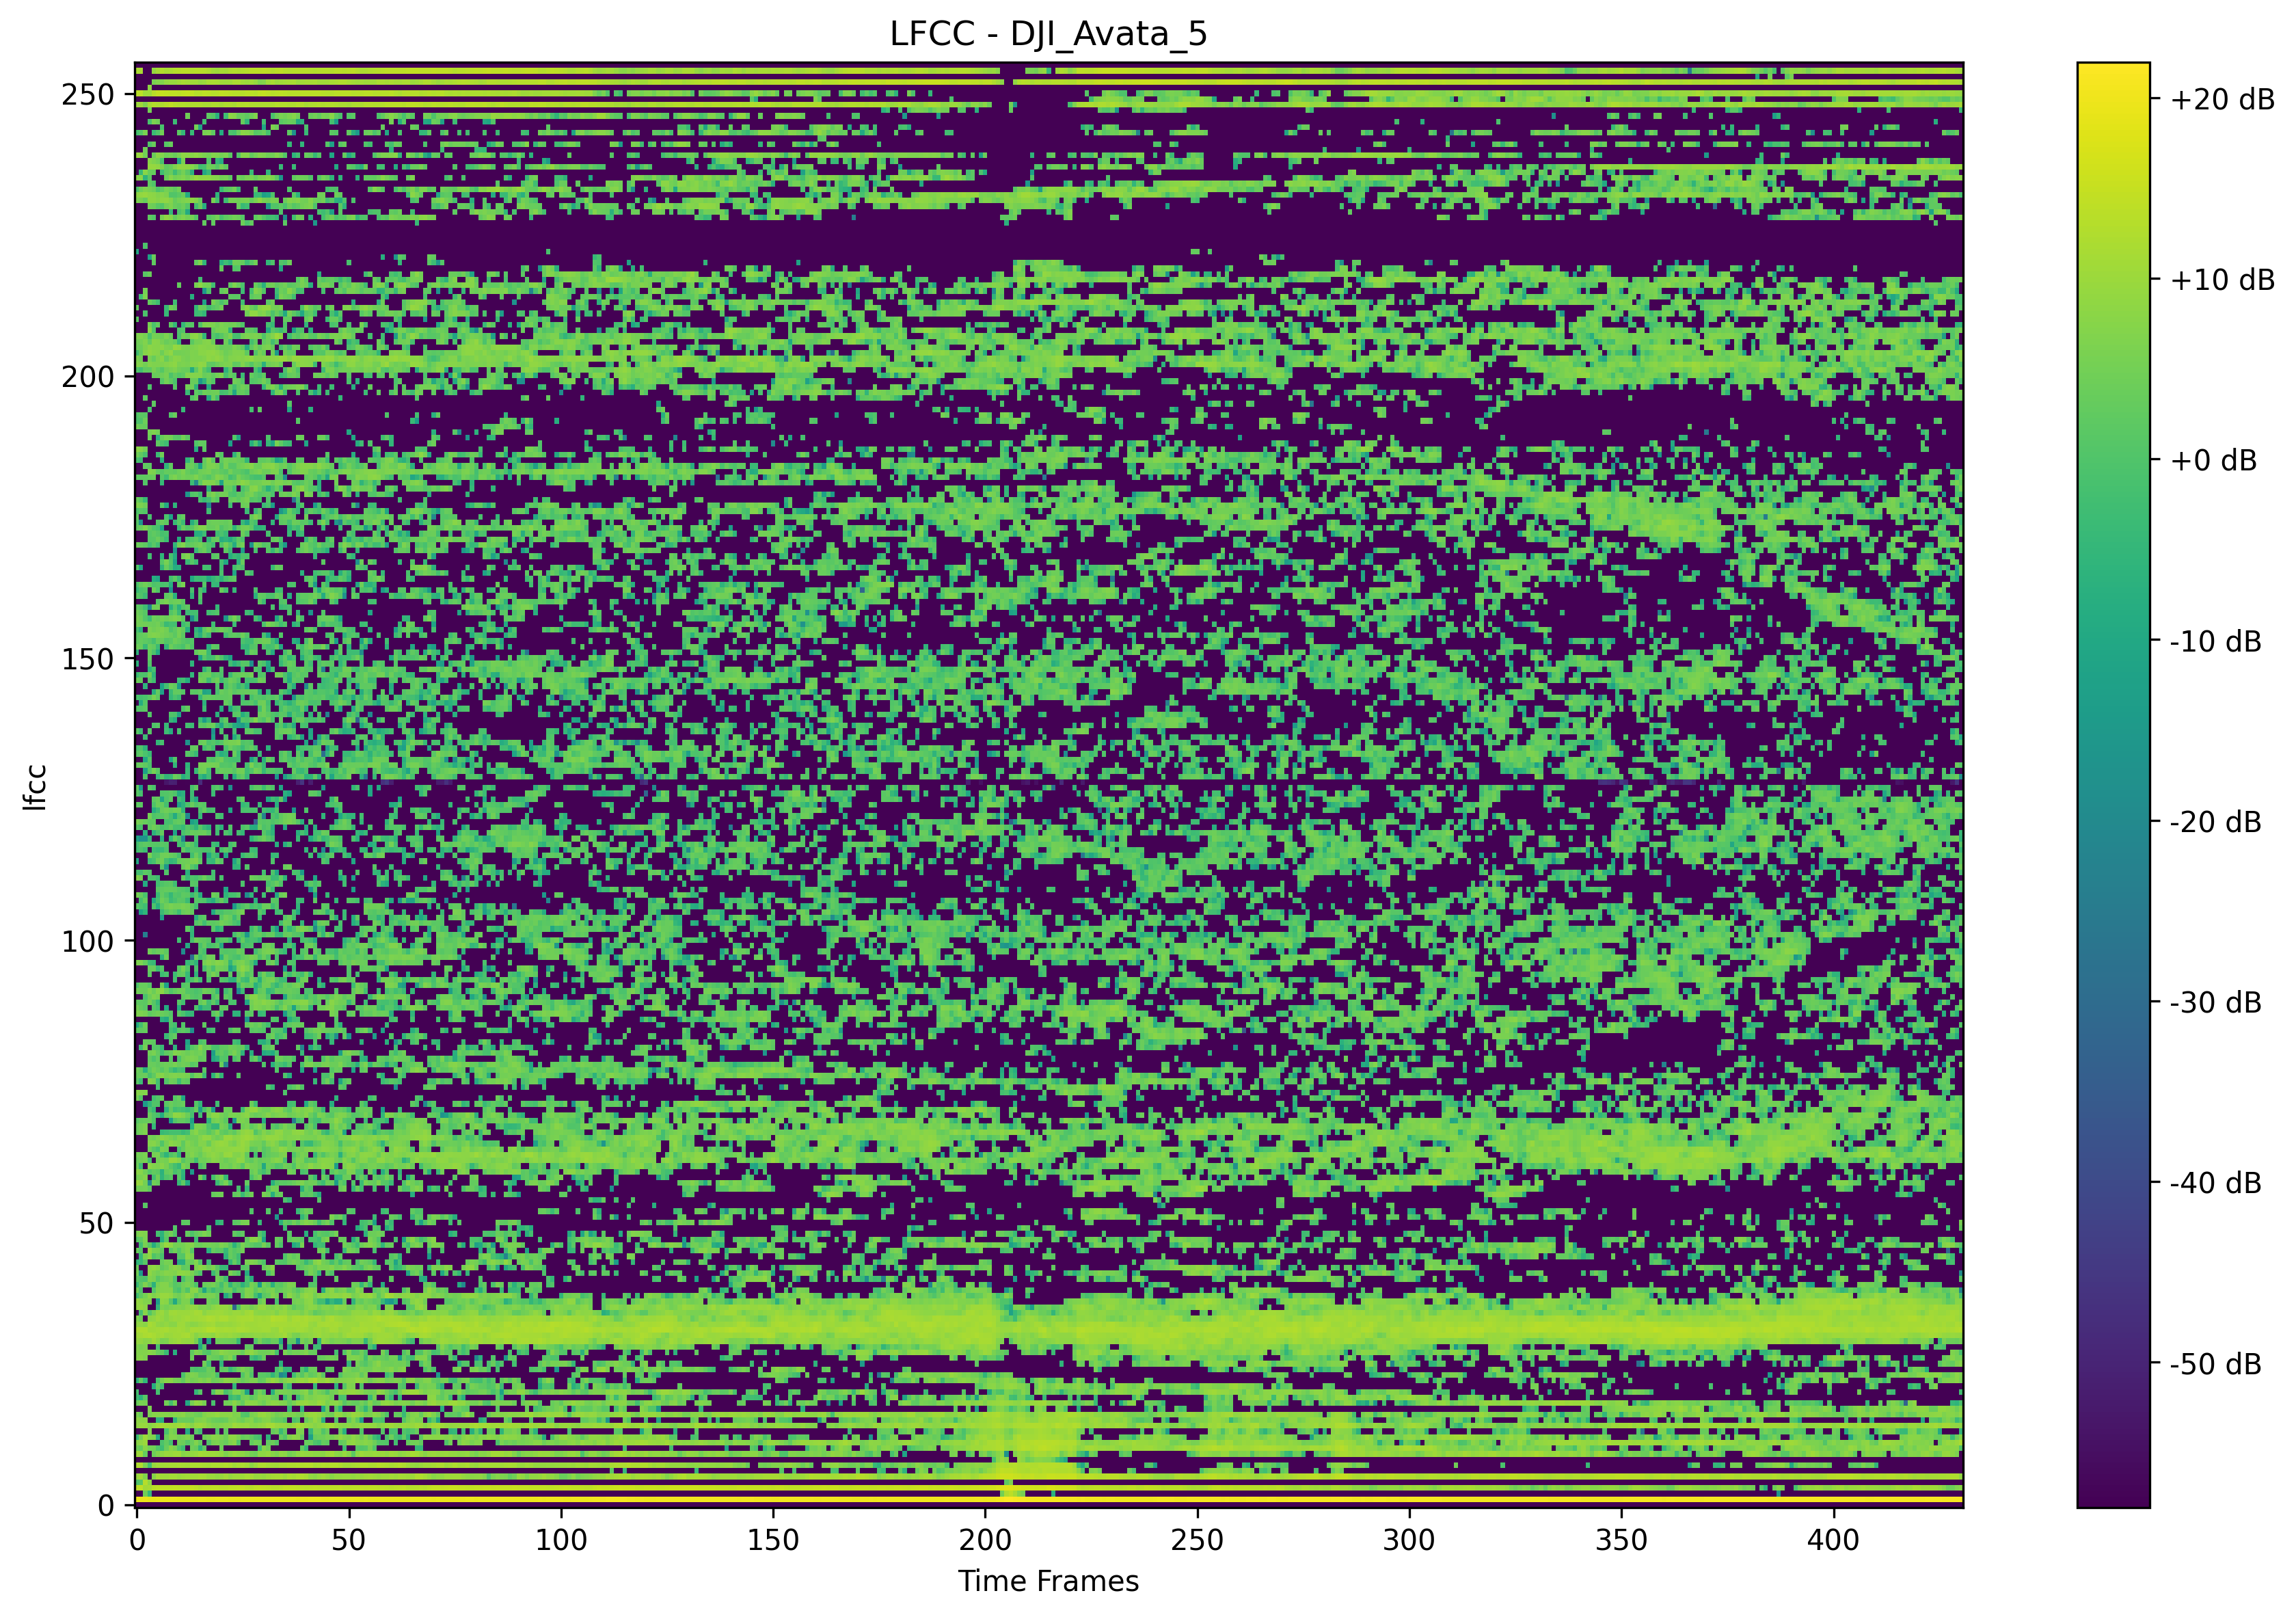 LFCC - DJI_Avata_5
250
200
150
100
50
0
lfcc
0 50 100 150 200 250 300 350 400
Time Frames
+20 dB
+10 dB
+0 dB
-10 dB
-20 dB
-30 dB
-40 dB
-50 dB